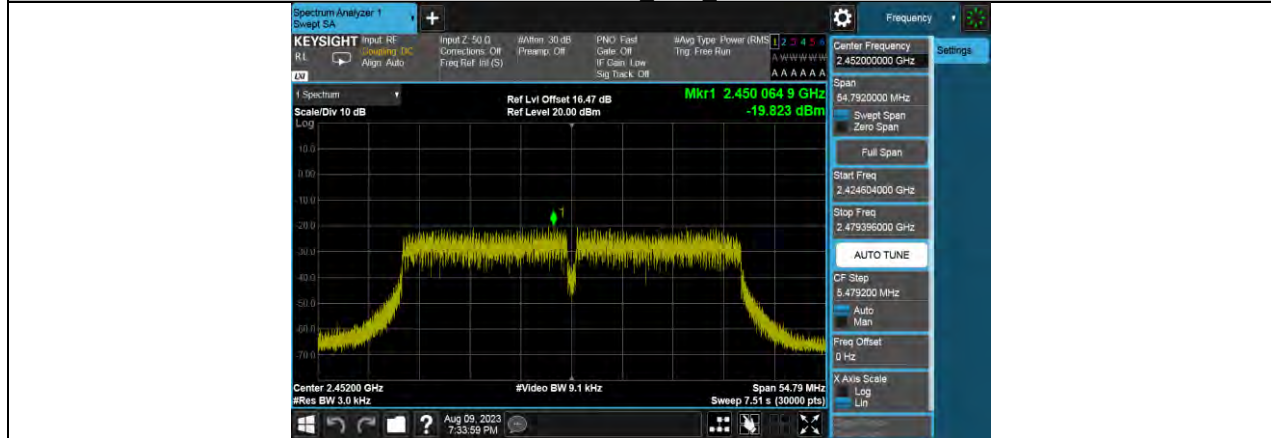 Spectrum Analyzer 1
Swept SA
+
Frequency
KEYSIGHT
RL
LXI
Input: RF
Coupling: DC
Align: Auto
Input Z: 50 Ω
Corrections: Off
Freq Ref: Int (S)
#Atten: 30 dB
Preamp: Off
PNO: Fast
Gate: Off
IF Gain: Low
Sig Track: Off
#Avg Type: Power (RMS
Trig: Free Run
1 2 3 4 5 6
A W W W W W
A A A A A A
Center Frequency
2.452000000 GHz
Settings
Span
54.7920000 MHz
Swept Span
Zero Span
Full Span
Start Freq
2.424604000 GHz
Stop Freq
2.479396000 GHz
AUTO TUNE
CF Step
5.479200 MHz
Auto
Man
Freq Offset
0 Hz
X Axis Scale
Log
Lin
1 Spectrum
Scale/Div 10 dB
Log
Ref Lvl Offset 16.47 dB
Ref Level 20.00 dBm
Mkr1 2.450 064 9 GHz
-19.823 dBm
10.0
0.00
-10.0
-20.0
-30.0
-40.0
-50.0
-60.0
-70.0
1
Center 2.45200 GHz
#Res BW 3.0 kHz
#Video BW 9.1 kHz
Span 54.79 MHz
Sweep 7.51 s (30000 pts)
?
Aug 09, 2023
7:33:59 PM